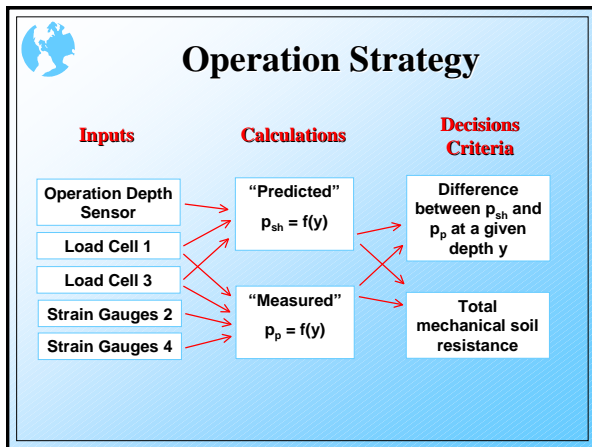 Operation Strategy
Inputs
Calculations
Decisions
Criteria
Operation Depth
Sensor
Load Cell 1
Load Cell 3
Strain Gauges 2
Strain Gauges 4
“Predicted”
psh = f(y)
“Measured”
pp = f(y)
Difference
between psh and
pp at a given
depth y
Total
mechanical soil
resistance